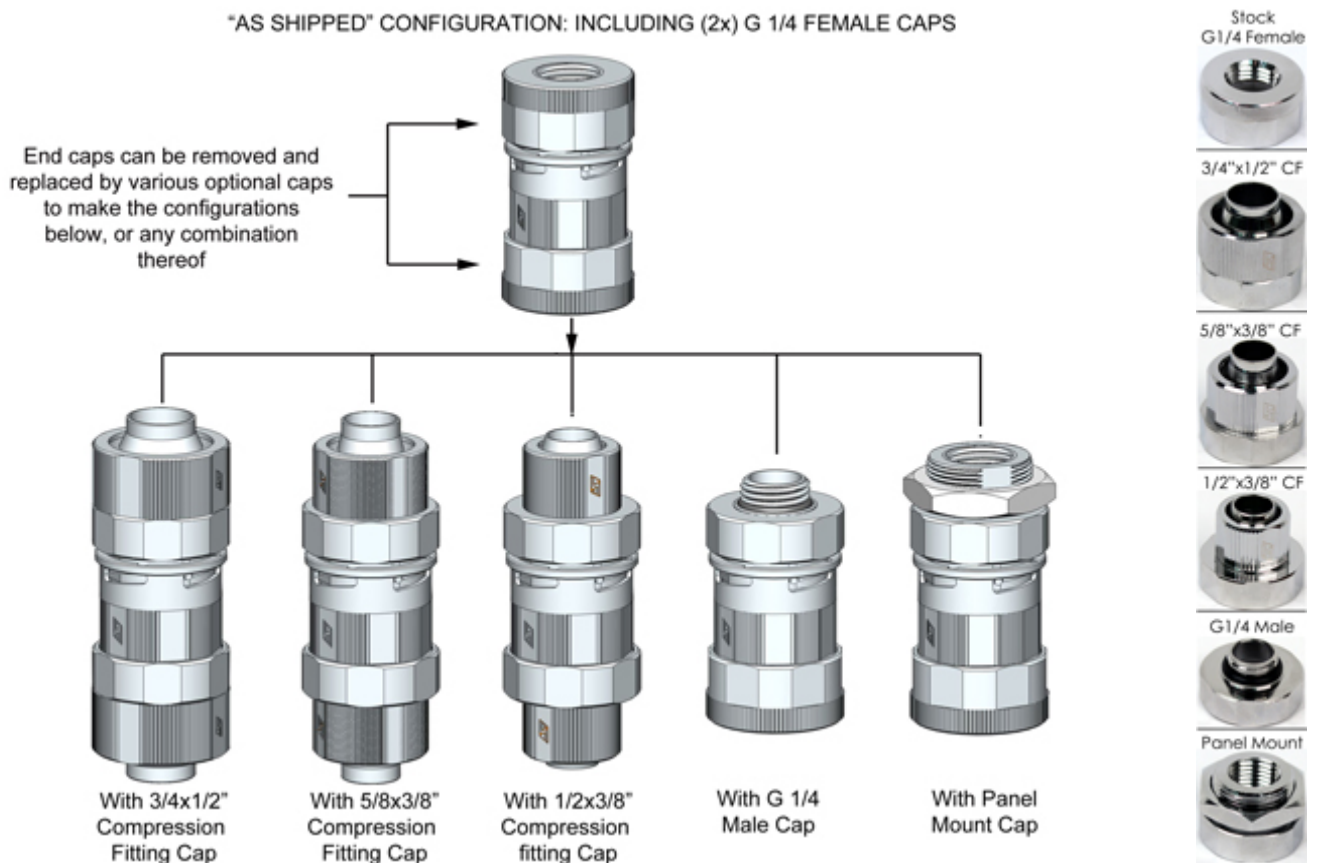 “AS SHIPPED” CONFIGURATION: INCLUDING (2x) G 1/4 FEMALE CAPS
End caps can be removed and
replaced by various optional caps
to make the configurations
below, or any combination
thereof
With 3/4x1/2”
Compression
Fitting Cap
With 5/8x3/8”
Compression
Fitting Cap
With 1/2x3/8”
Compression
fitting Cap
With G 1/4
Male Cap
With Panel
Mount Cap
Stock
G1/4 Female
3/4"x1/2" CF
5/8"x3/8" CF
1/2"x3/8" CF
G1/4 Male
Panel Mount